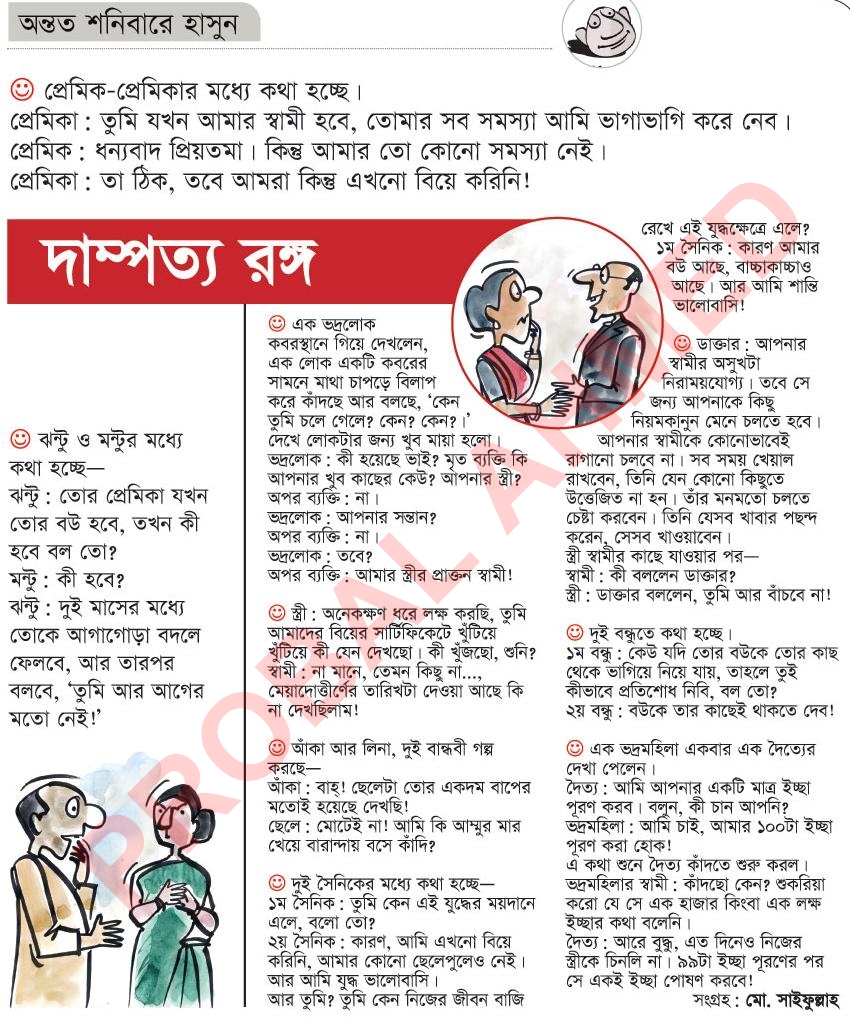 অন্তত শনিবারে হাসুন
প্রেমিক-প্রেমিকার মধ্যে কথা হচ্ছে।
প্রেমিকা : তুমি যখন আমার স্বামী হবে, তোমার সব সমস্যা আমি ভাগাভাগি করে নেব।
প্রেমিক : ধন্যবাদ প্রিয়তমা। কিন্তু আমার তো কোনো সমস্যা নেই।
প্রেমিকা : তা ঠিক, তবে আমরা কিন্তু এখনো বিয়ে করিনি!
দাম্পত্য রঙ্গ
ঝন্টু ও মন্টুর মধ্যে
কথা হচ্ছে—
ঝন্টু : তোর প্রেমিকা যখন
তোর বউ হবে, তখন কী
হবে বল তো?
মন্টু : কী হবে?
ঝন্টু : দুই মাসের মধ্যে
তোকে আগাগোড়া বদলে
ফেলবে, আর তারপর
বলবে, ‘তুমি আর আগের
মতো নেই!’
এক ভদ্রলোক
কবরস্থানে গিয়ে দেখলেন,
এক লোক একটি কবরের
সামনে মাথা চাপড়ে বিলাপ
করে কাঁদছে আর বলছে, ‘কেন
তুমি চলে গেলে? কেন? কেন?।’
দেখে লোকটার জন্য খুব মায়া হলো।
ভদ্রলোক : কী হয়েছে ভাই? মৃত ব্যক্তি কি
আপনার খুব কাছের কেউ? আপনার স্ত্রী?
অপর ব্যক্তি : না।
ভদ্রলোক : আপনার সন্তান?
অপর ব্যক্তি : না।
ভদ্রলোক : তবে?
অপর ব্যক্তি : আমার স্ত্রীর প্রাক্তন স্বামী!
স্ত্রী : অনেকক্ষণ ধরে লক্ষ করছি, তুমি
আমাদের বিয়ের সার্টিফিকেটে খুঁটিয়ে
খুঁটিয়ে কী যেন দেখছো। কী খুঁজছো, শুনি?
স্বামী : না মানে, তেমন কিছু না...,
মেয়াদোত্তীর্ণের তারিখটা দেওয়া আছে কি
না দেখছিলাম!
আঁকা আর লিনা, দুই বান্ধবী গল্প
করছে—
আঁকা : বাহ্! ছেলেটা তোর একদম বাপের
মতোই হয়েছে দেখছি!
ছেলে : মোটেই না! আমি কি আম্মুর মার
খেয়ে বারান্দায় বসে কাঁদি?
দুই সৈনিকের মধ্যে কথা হচ্ছে—
১ম সৈনিক : তুমি কেন এই যুদ্ধের ময়দানে
এলে, বলো তো?
২য় সৈনিক : কারণ, আমি এখনো বিয়ে
করিনি, আমার কোনো ছেলেপুলেও নেই।
আর আমি যুদ্ধ ভালোবাসি।
আর তুমি? তুমি কেন নিজের জীবন বাজি
রেখে এই যুদ্ধক্ষেত্রে এলে?
১ম সৈনিক : কারণ আমার
বউ আছে, বাচ্চাকাচ্চাও
আছে। আর আমি শান্তি
ভালোবাসি!
ডাক্তার : আপনার
স্বামীর অসুখটা
নিরাময়যোগ্য। তবে সে
জন্য আপনাকে কিছু
নিয়মকানুন মেনে চলতে হবে।
আপনার স্বামীকে কোনোভাবেই
রাগানো চলবে না। সব সময় খেয়াল
রাখবেন, তিনি যেন কোনো কিছুতে
উত্তেজিত না হন। তাঁর মনমতো চলতে
চেষ্টা করবেন। তিনি যেসব খাবার পছন্দ
করেন, সেসব খাওয়াবেন।
স্ত্রী স্বামীর কাছে যাওয়ার পর—
স্বামী : কী বললেন ডাক্তার?
স্ত্রী : ডাক্তার বললেন, তুমি আর বাঁচবে না!
দুই বন্ধুতে কথা হচ্ছে।
১ম বন্ধু : কেউ যদি তোর বউকে তোর কাছ
থেকে ভাগিয়ে নিয়ে যায়, তাহলে তুই
কীভাবে প্রতিশোধ নিবি, বল তো?
২য় বন্ধু : বউকে তার কাছেই থাকতে দেব!
এক ভদ্রমহিলা একবার এক দৈত্যের
দেখা পেলেন।
দৈত্য : আমি আপনার একটি মাত্র ইচ্ছা
পূরণ করব। বলুন, কী চান আপনি?
ভদ্রমহিলা : আমি চাই, আমার ১০০টা ইচ্ছা
পূরণ করা হোক!
এ কথা শুনে দৈত্য কাঁদতে শুরু করল।
ভদ্রমহিলার স্বামী : কাঁদছো কেন? শুকরিয়া
করো যে সে এক হাজার কিংবা এক লক্ষ
ইচ্ছার কথা বলেনি।
দৈত্য : আরে বুদ্ধু, এত দিনেও নিজের
স্ত্রীকে চিনলি না। ৯৯টা ইচ্ছা পূরণের পর
সে একই ইচ্ছা পোষণ করবে!
সংগ্রহ : মো. সাইফুল্লাহ
PROBAL AHMED